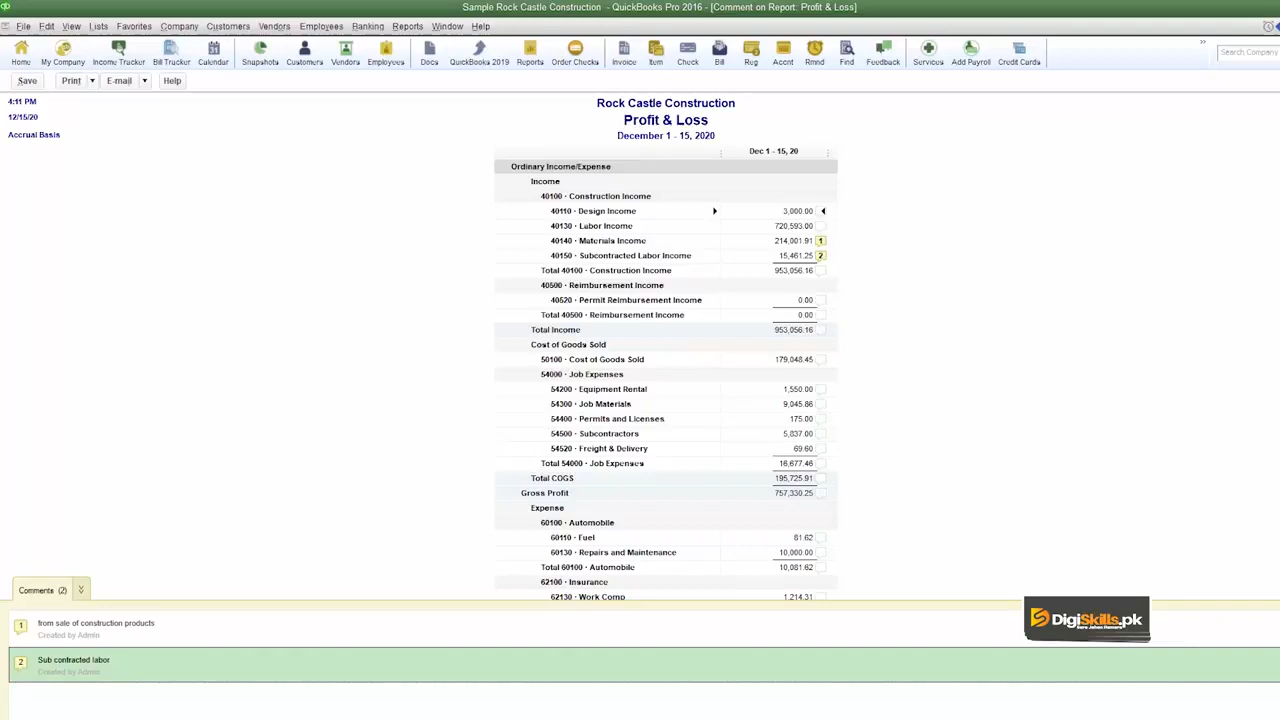 Sample Rock Castle Construction - QuickBooks Pro 2016 - [Comment on Report: Profit & Loss]
File Edit View Lists Favorites Company Customers Vendors Employees Banking Reports Window Help
Home My Company Income Tracker Bill Tracker Calendar Snapshots Customers Vendors Employees Docs QuickBooks 2019 Reports Order Checks Invoice Item Check Bill Reg Accnt Rmnd Find Feedback Services Add Payroll Credit Cards
Search Company
Save Print E-mail Help
4:11 PM
12/15/20
Accrual Basis
Rock Castle Construction
Profit & Loss
December 1 - 15, 2020
Dec 1 - 15, 20
Ordinary Income/Expense
Income
40100 · Construction Income
40110 · Design Income 3,000.00
40130 · Labor Income 720,593.00
40140 · Materials Income 214,001.91 1
40150 · Subcontracted Labor Income 15,461.25 2
Total 40100 · Construction Income 953,056.16
40500 · Reimbursement Income
40520 · Permit Reimbursement Income 0.00
Total 40500 · Reimbursement Income 0.00
Total Income 953,056.16
Cost of Goods Sold
50100 · Cost of Goods Sold 179,048.45
54000 · Job Expenses
54200 · Equipment Rental 1,550.00
54300 · Job Materials 9,045.86
54400 · Permits and Licenses 175.00
54500 · Subcontractors 5,837.00
54520 · Freight & Delivery 69.60
Total 54000 · Job Expenses 16,677.46
Total COGS 195,725.91
Gross Profit 757,330.25
Expense
60100 · Automobile
60110 · Fuel 81.62
60130 · Repairs and Maintenance 10,000.00
Total 60100 · Automobile 10,081.62
62100 · Insurance
62130 · Work Comp 1,214.31
Comments (2)
1 from sale of construction products
Created by Admin
2 Sub contracted labor
Created by Admin
DigiSkills.pk